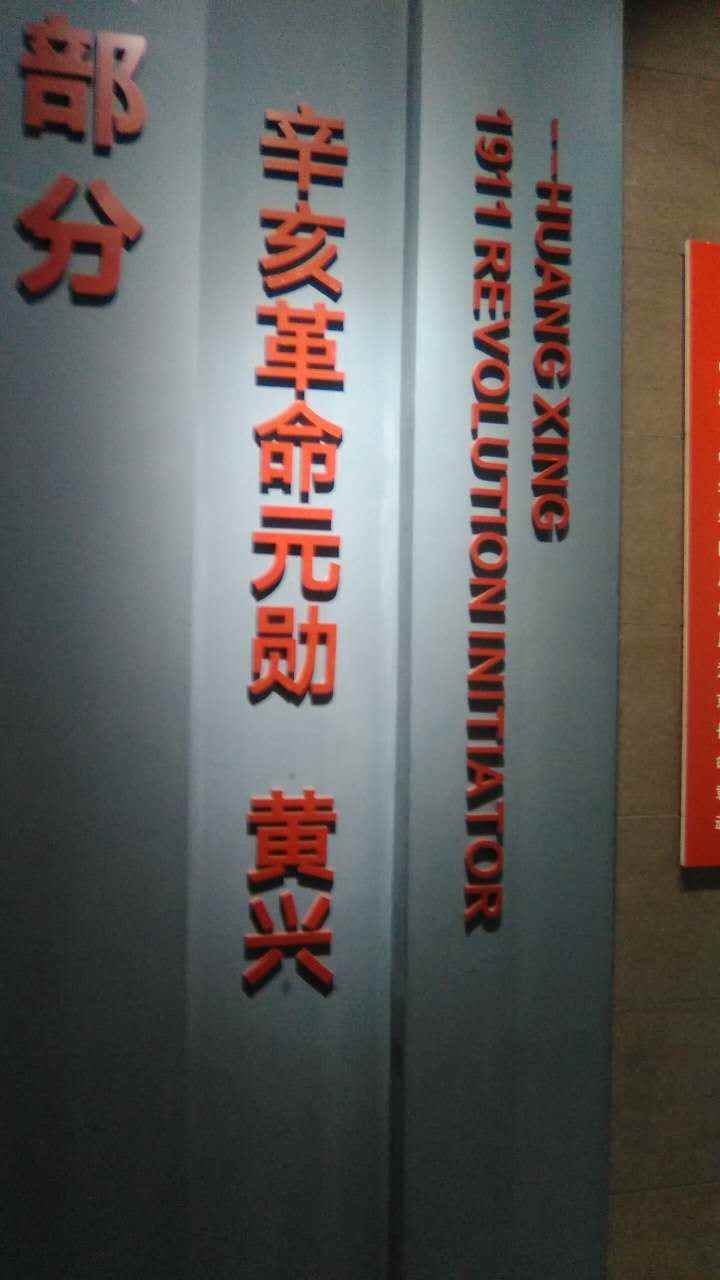 部分
辛亥革命元勋 黄兴
1911 REVOLUTION INITIATOR
——HUANG XING